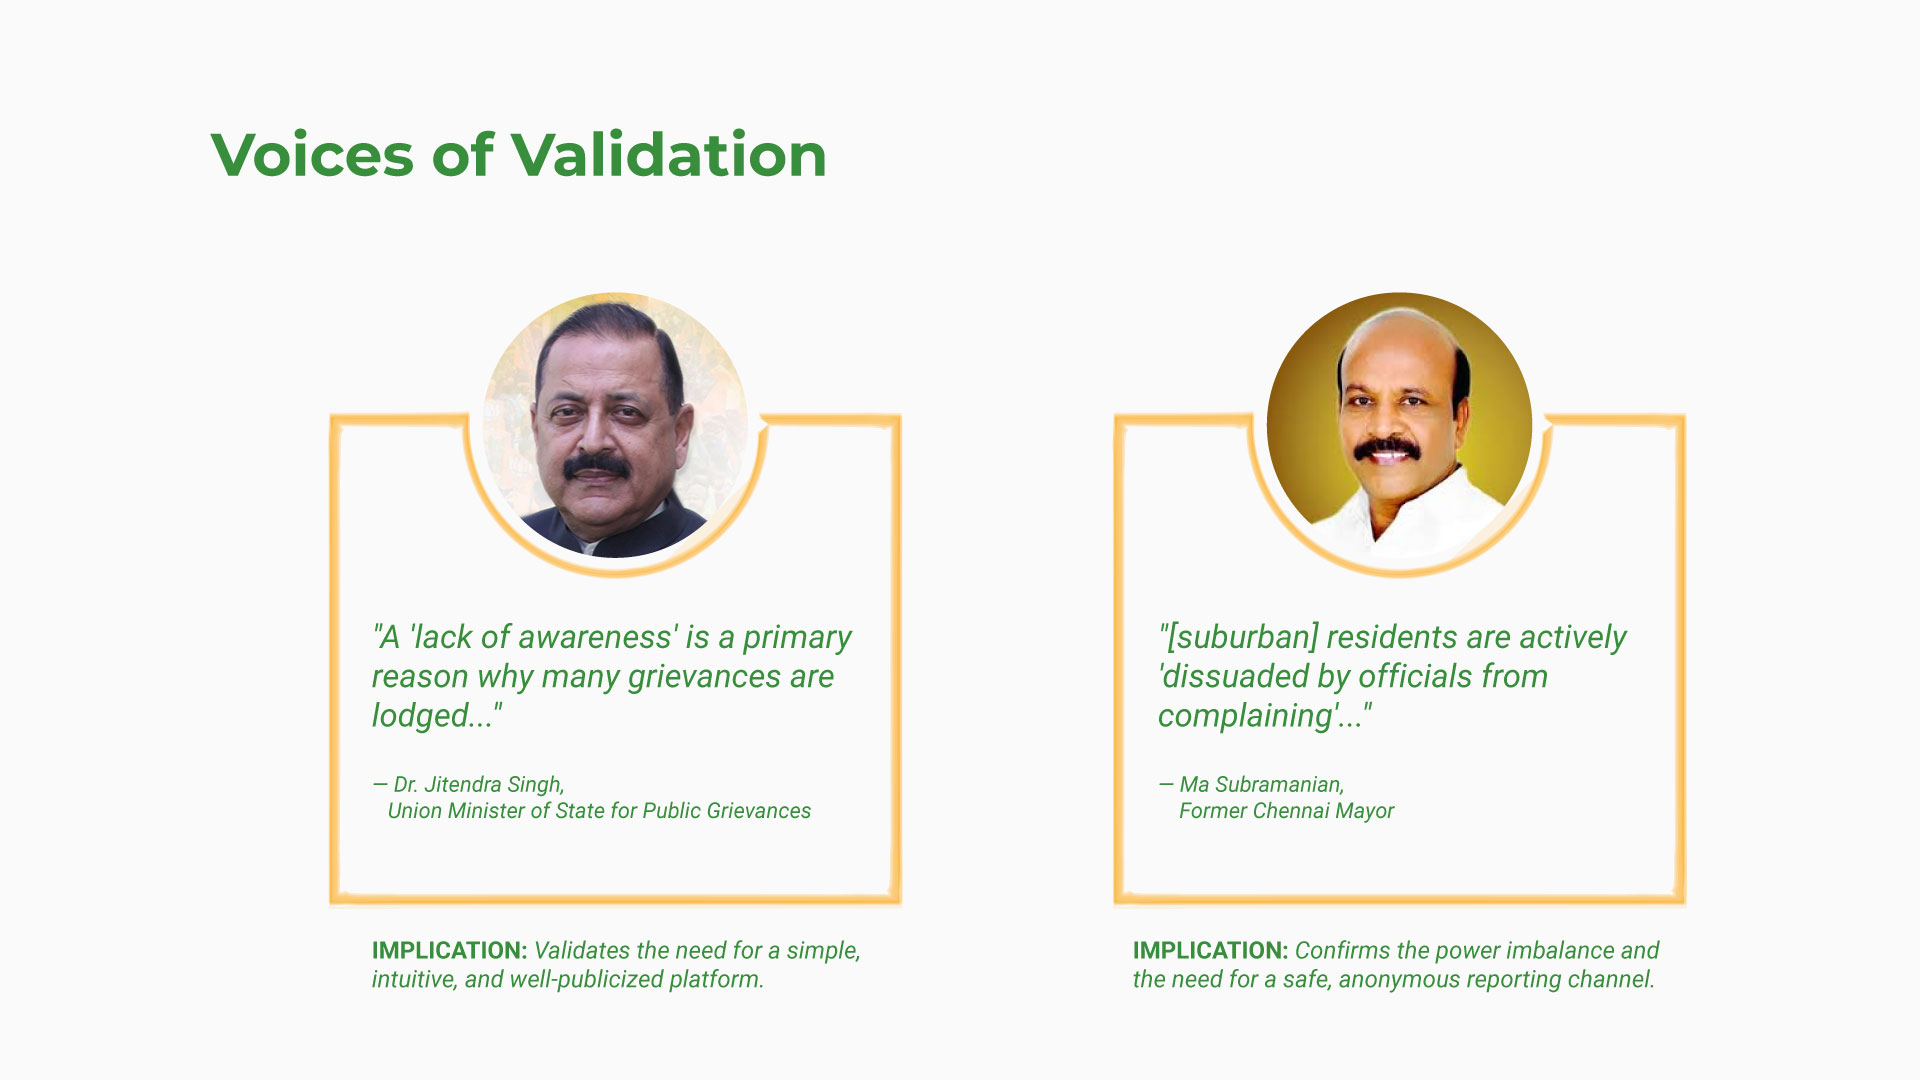 Voices of Validation
"A 'lack of awareness' is a primary
reason why many grievances are
lodged..."
— Dr. Jitendra Singh,
Union Minister of State for Public Grievances
IMPLICATION: Validates the need for a simple,
intuitive, and well-publicized platform.
"[suburban] residents are actively
'dissuaded by officials from
complaining'..."
— Ma Subramanian,
Former Chennai Mayor
IMPLICATION: Confirms the power imbalance and
the need for a safe, anonymous reporting channel.